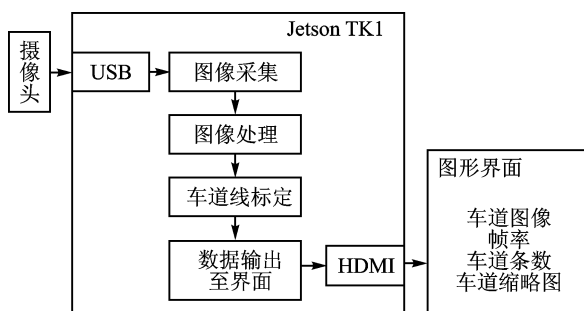 Jetson TK1
摄
像
头
USB
图像采集
图像处理
车道线标定
数据输出
至界面
HDMI
图形界面
车道图像
帧率
车道条数
车道缩略图